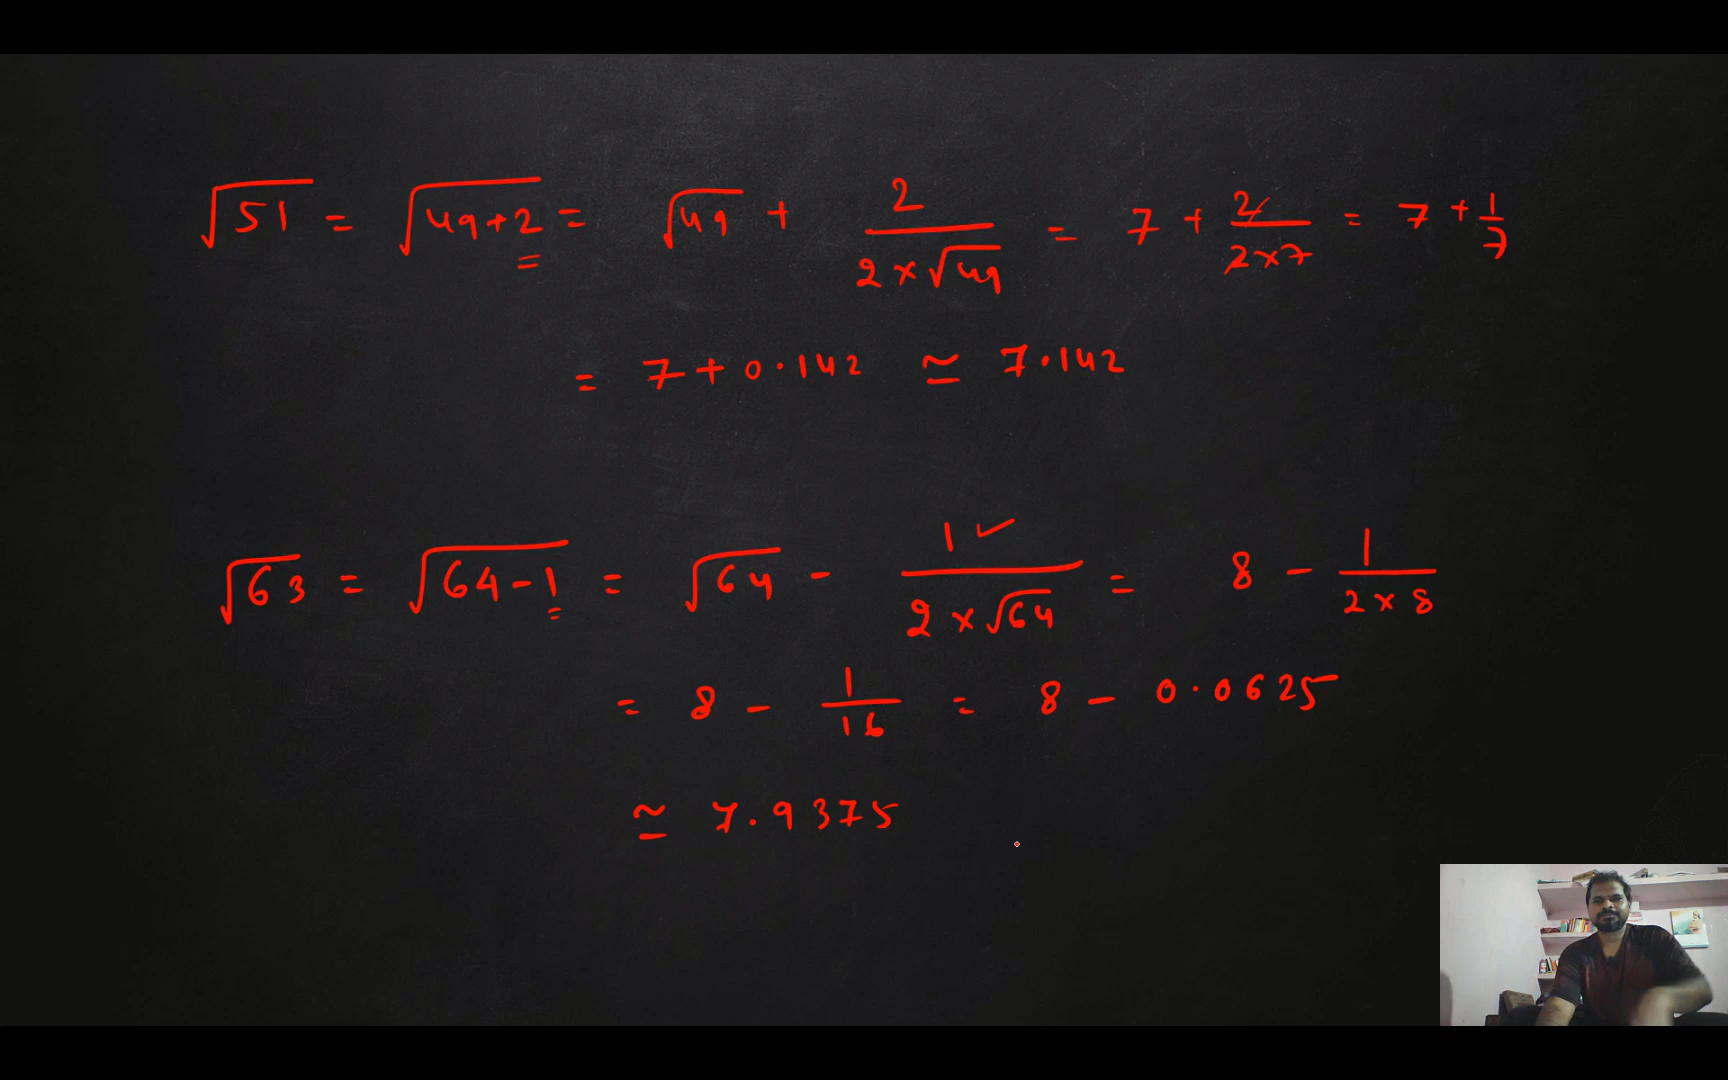 √51 = √49+2 = √49 + 2/(2×√49) = 7 + 2/(2×7) = 7 + 1/7
= 7 + 0.142 ≃ 7.142
√63 = √64-1 = √64 - 1/(2×√64) = 8 - 1/(2×8)
= 8 - 1/16 = 8 - 0.0625
≃ 7.9375